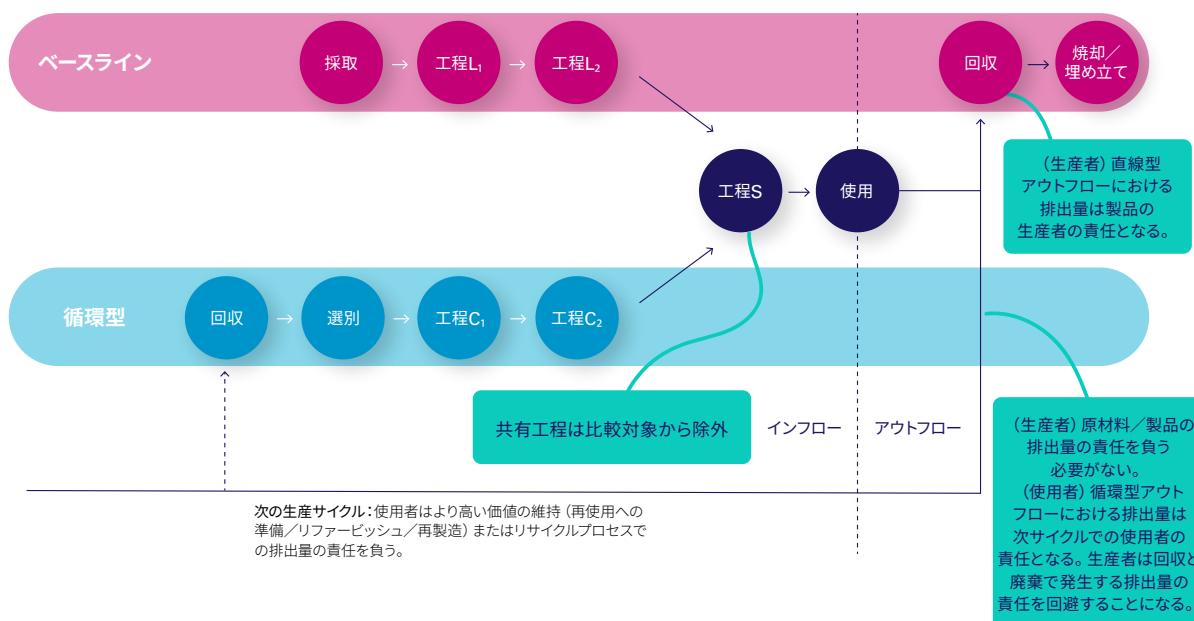 ベースライン
採取
→
工程L₁
→
工程L₂
回収
→
焼却／
埋め立て
（生産者）直線型
アウトフローにおける
排出量は製品の
生産者の責任となる。
工程S
→
使用
循環型
回収
→
選別
→
工程C₁
→
工程C₂
共有工程は比較対象から除外
インフロー
アウトフロー
（生産者）原材料／製品の
排出量の責任を負う
必要がない。
（使用者）循環型アウト
フローにおける排出量は
次サイクルでの使用者の
責任となる。生産者は回収と
廃棄で発生する排出量の
責任を回避することになる。
次の生産サイクル：使用者はより高い価値の維持（再使用への
準備／リファービッシュ／再製造）またはリサイクルプロセスで
の排出量の責任を負う。